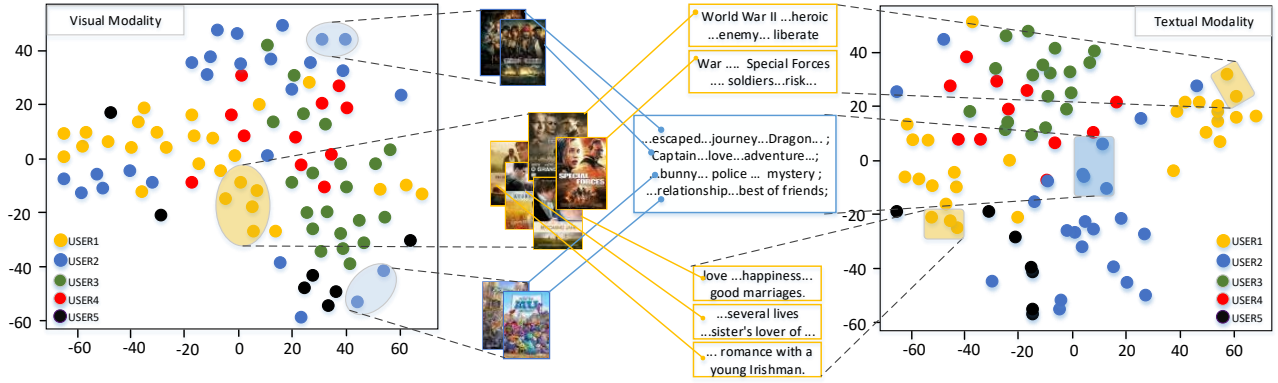 Visual Modality
40
20
0
-20
-40
-60
-60
-40
-20
0
20
40
60
USER1
USER2
USER3
USER4
USER5
SPECIAL FORCES
World War II ...heroic
...enemy... liberate
War .... Special Forces
.... soldiers...risk...
...escaped...journey...Dragon... ;
Captain...love...adventure...;
...bunny... police ... mystery ;
...relationship...best of friends;
love ...happiness...
good marriages.
...several lives
...sister's lover of ...
... romance with a
young Irishman.
Textual Modality
40
20
0
-20
-40
-60
-60
-40
-20
0
20
40
60
USER1
USER2
USER3
USER4
USER5